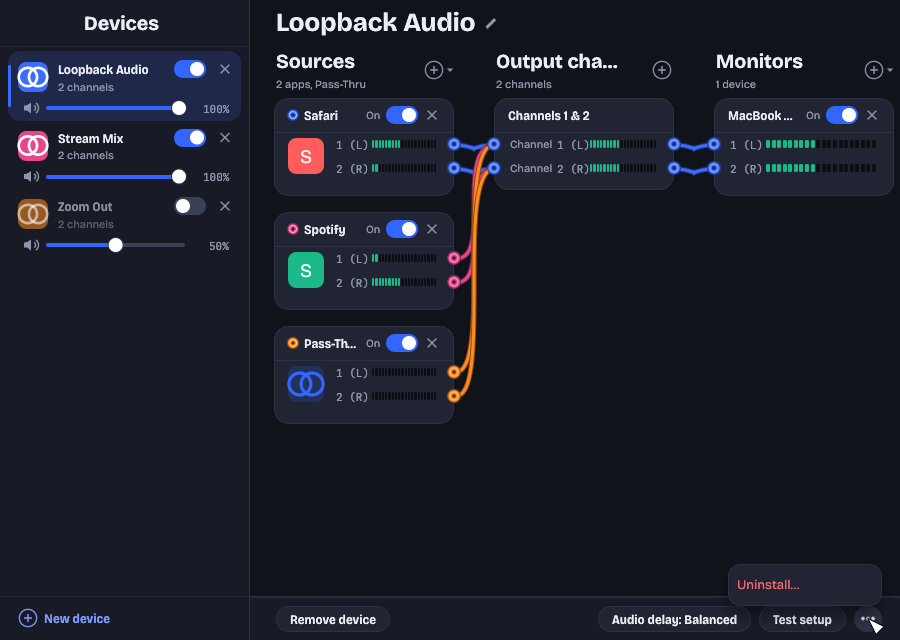 Devices
Loopback Audio
2 channels
100%
Stream Mix
2 channels
100%
Zoom Out
2 channels
50%
New device
Loopback Audio
Sources
2 apps, Pass-Thru
Safari
On
S
1 (L)
2 (R)
Spotify
On
S
1 (L)
2 (R)
Pass-Th...
On
1 (L)
2 (R)
Output cha...
2 channels
Channels 1 & 2
Channel 1 (L)
Channel 2 (R)
Monitors
1 device
MacBook ...
On
1 (L)
2 (R)
Uninstall...
Remove device
Audio delay: Balanced
Test setup